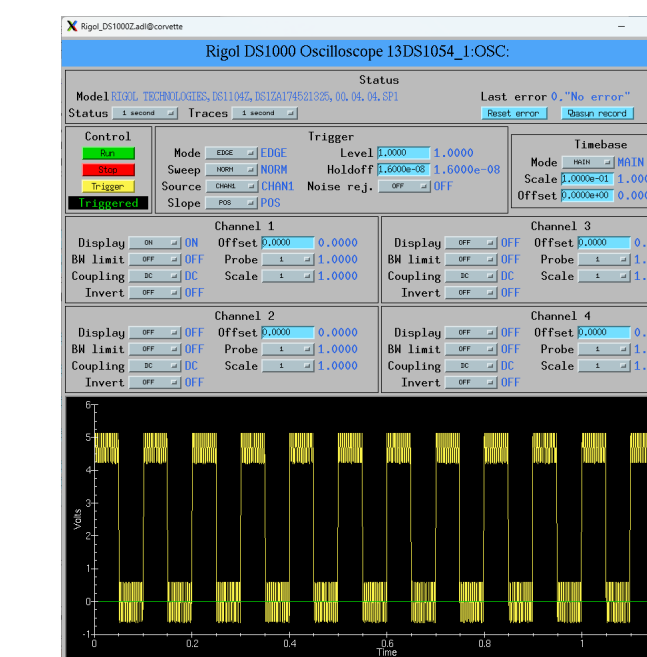 Rigol_DS1000Z.adl@corvette
Rigol DS1000 Oscilloscope 13DS1054_1:OSC:
Status
Model RIGOL TECHNOLOGIES,DS1104Z,DS1ZA174521325,00.04.04.SP1 Last error 0,"No error"
Status 1 second Traces 1 second Reset error
Control
Run
Stop
Trigger
Triggered
Trigger
Mode EDGE EDGE Level 1.0000 1.0000
Sweep NORM NORM Holdoff 1.6000e-08 1.6000e-08
Source CHAN1 CHAN1 Noise rej. OFF OFF
Slope POS POS
Timebase
Mode MAIN MAIN
Scale 1.0000e-01 1.000
Offset 0.0000e+00 0.000
Channel 1
Display ON ON Offset 0.0000 0.0000
BW limit OFF OFF Probe 1 1.0000
Coupling DC DC Scale 1 1.0000
Invert OFF OFF
Channel 3
Display OFF OFF Offset 0.0000 0.
BW limit OFF OFF Probe 1 1.
Coupling DC DC Scale 1 1.
Invert OFF OFF
Channel 2
Display OFF OFF Offset 0.0000 0.0000
BW limit OFF OFF Probe 1 1.0000
Coupling DC DC Scale 1 1.0000
Invert OFF OFF
Channel 4
Display OFF OFF Offset 0.0000 0.
BW limit OFF OFF Probe 1 1.
Coupling DC DC Scale 1 1.
Invert OFF OFF
6
5
4
3
2
1
0
-1
Volts
0 0.2 0.4 0.6 0.8 1
Time